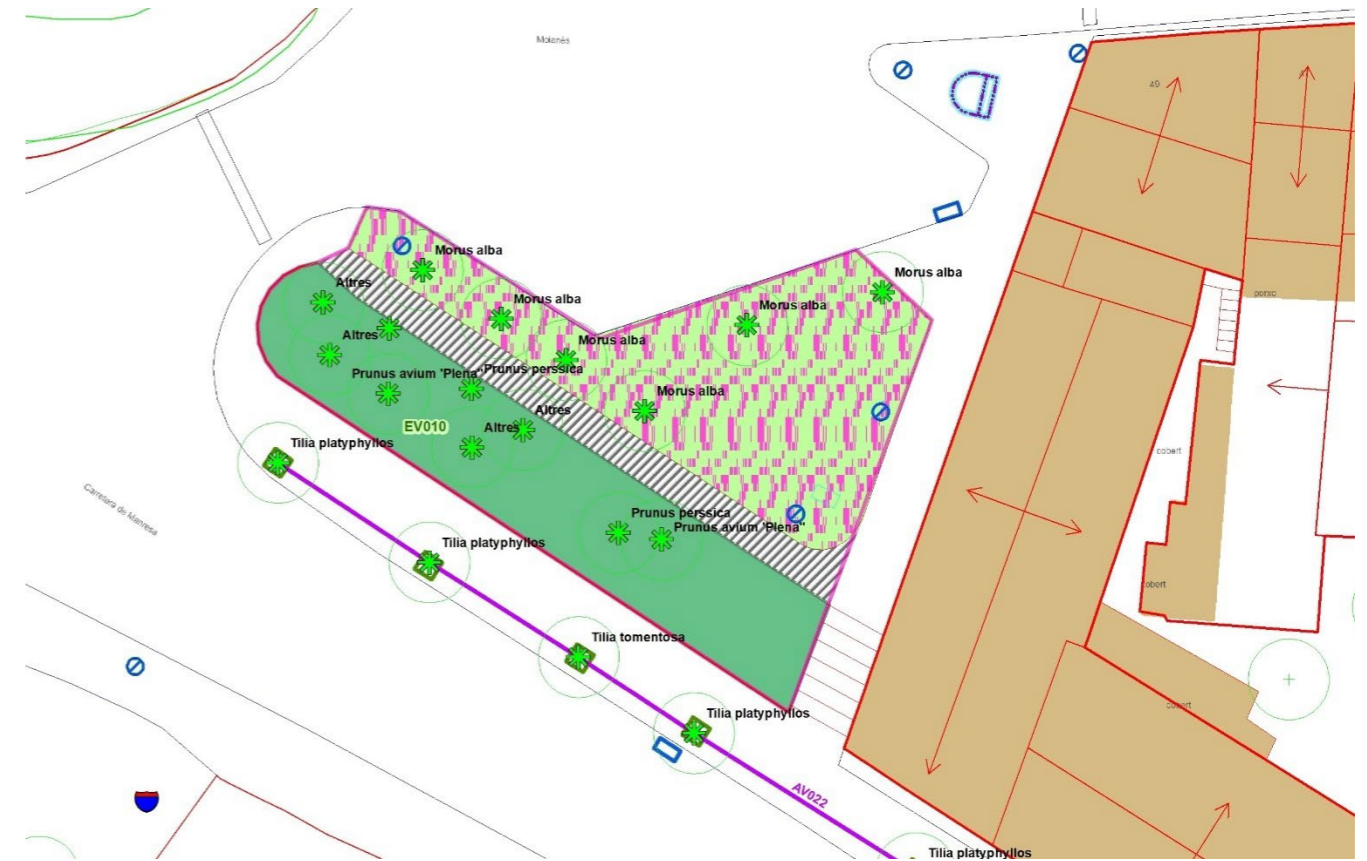 Moianés
49
Morus alba
Morus alba
Altres
Morus alba
Morus alba
Altres
Morus alba
Prunus avium 'Plena"
Prunus perssica
Morus alba
Altres
EV010
Altres
Tilia platyphyllos
cobert
Carretera de Manresa
Prunus perssica
Prunus avium 'Plena"
Tilia platyphyllos
cobert
Tilia tomentosa
cobert
Tilia platyphyllos
AV022
Tilia platyphyllos